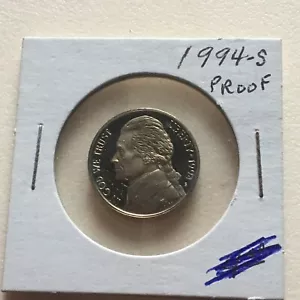 1994-S
PROOF
IN GOD WE TRUST
LIBERTY